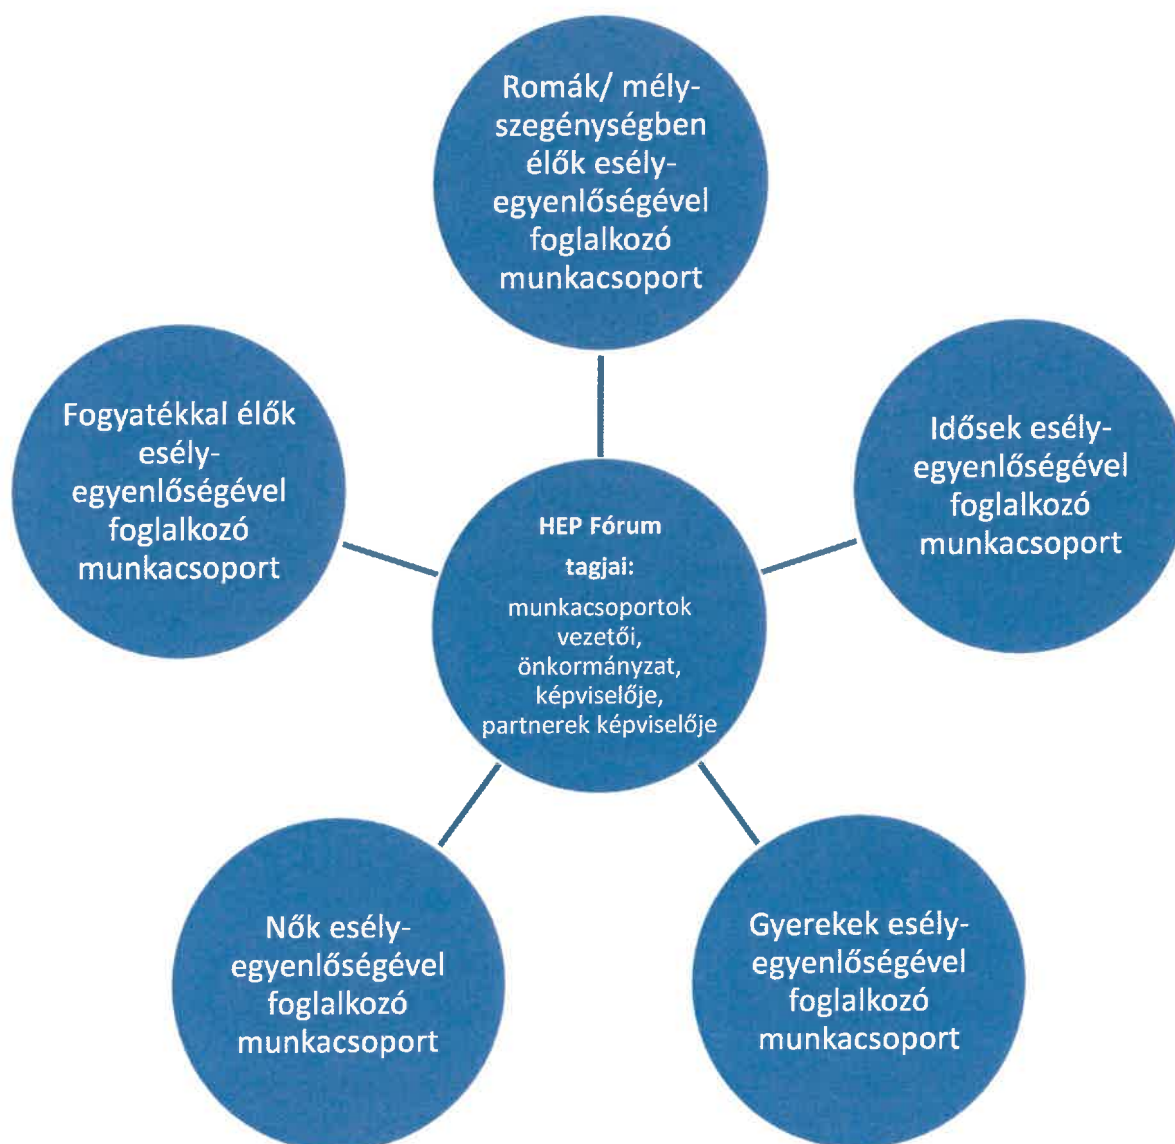 Romák/ mély-
szegénységben
élők esély-
egyenlőségével
foglalkozó
munkacsoport
Fogyatékkal élők
esély-
egyenlőségével
foglalkozó
munkacsoport
Idősek esély-
egyenlőségével
foglalkozó
munkacsoport
HEP Fórum
tagjai:
munkacsoportok
vezetői,
önkormányzat,
képviselője,
partnerek képviselője
Nők esély-
egyenlőségével
foglalkozó
munkacsoport
Gyerekek esély-
egyenlőségével
foglalkozó
munkacsoport